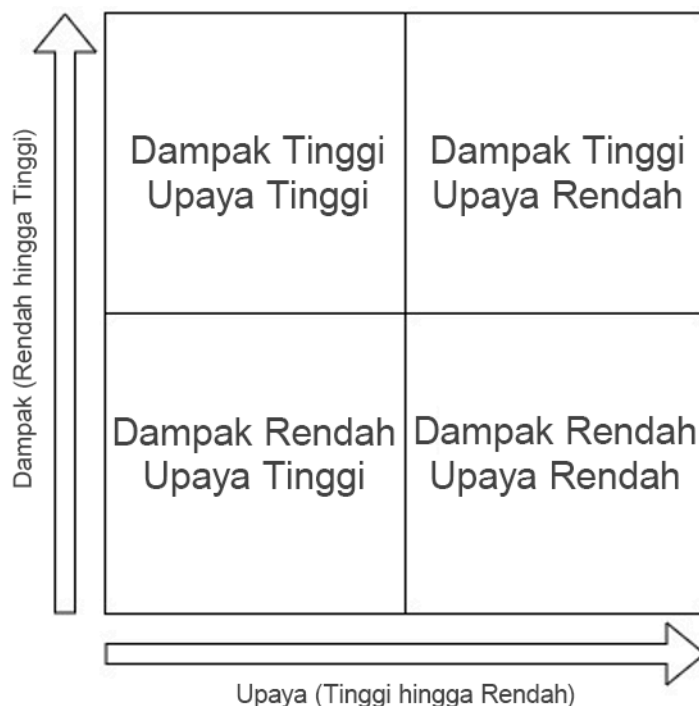 Dampak (Rendah hingga Tinggi)
Dampak Tinggi
Upaya Tinggi
Dampak Tinggi
Upaya Rendah
Dampak Rendah
Upaya Tinggi
Dampak Rendah
Upaya Rendah
Upaya (Tinggi hingga Rendah)